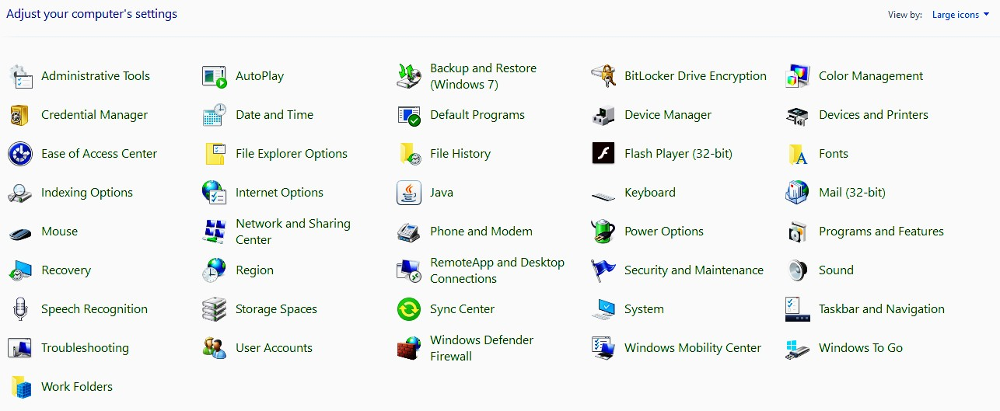 Adjust your computer's settings
View by: Large icons
Administrative Tools
AutoPlay
Backup and Restore
(Windows 7)
BitLocker Drive Encryption
Color Management
Credential Manager
Date and Time
Default Programs
Device Manager
Devices and Printers
Ease of Access Center
File Explorer Options
File History
Flash Player (32-bit)
Fonts
Indexing Options
Internet Options
Java
Keyboard
Mail (32-bit)
Mouse
Network and Sharing
Center
Phone and Modem
Power Options
Programs and Features
Recovery
Region
RemoteApp and Desktop
Connections
Security and Maintenance
Sound
Speech Recognition
Storage Spaces
Sync Center
System
Taskbar and Navigation
Troubleshooting
User Accounts
Windows Defender
Firewall
Windows Mobility Center
Windows To Go
Work Folders